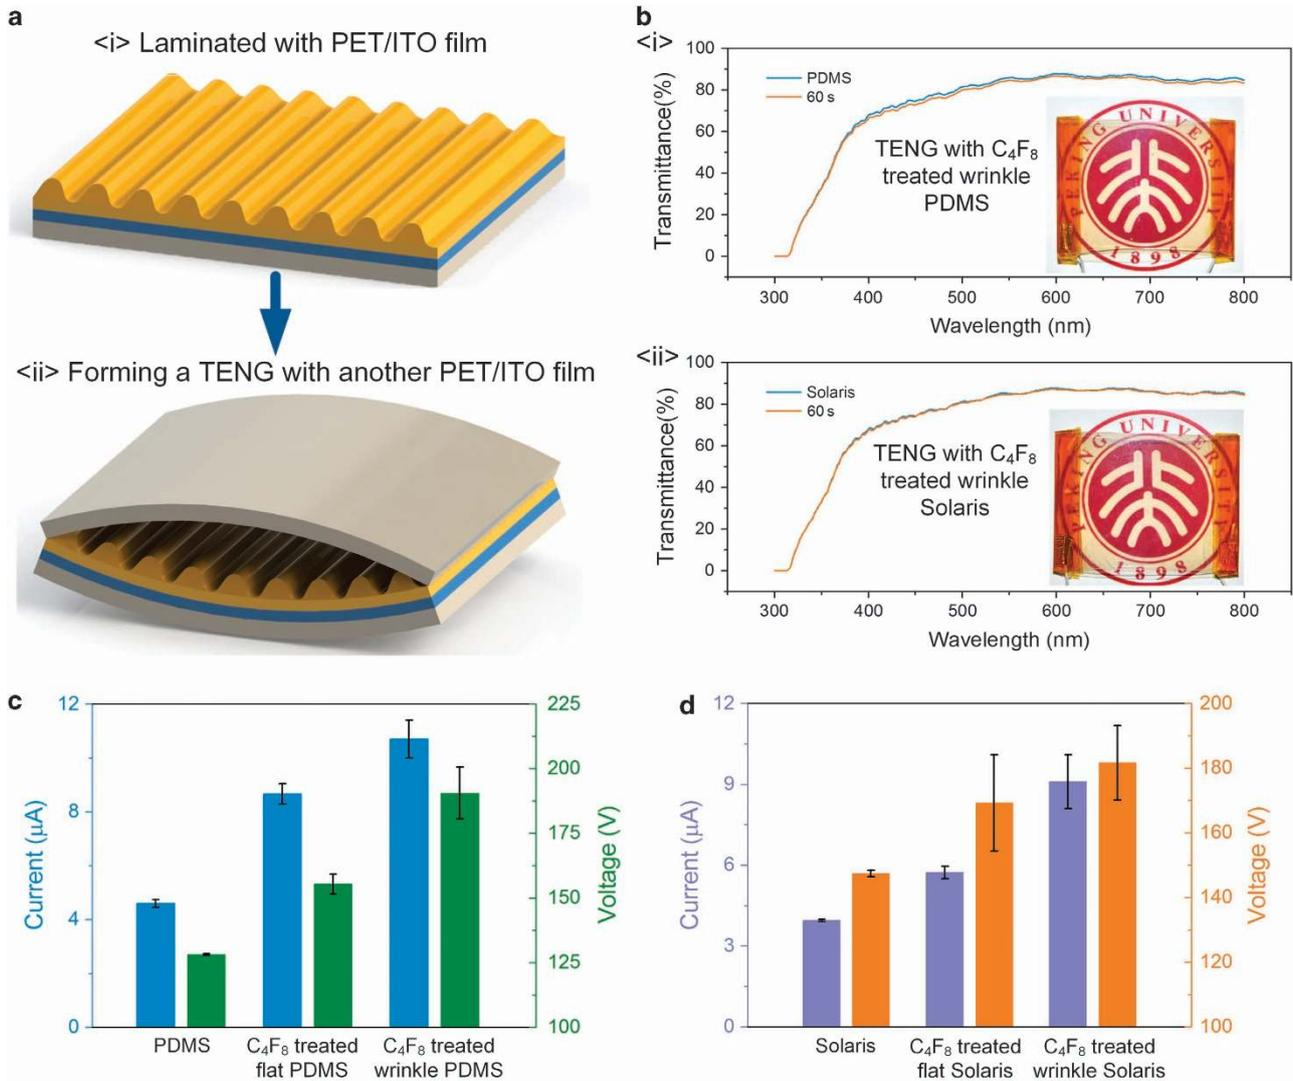 a
<i> Laminated with PET/ITO film
<ii> Forming a TENG with another PET/ITO film
b
<i>
100
80
60
40
20
0
Transmittance(%)
PDMS
60 s
TENG with C₄F₈
treated wrinkle
PDMS
PEKING UNIVERSITY
1898
300 400 500 600 700 800
Wavelength (nm)
<ii>
100
80
60
40
20
0
Transmittance(%)
Solaris
60 s
TENG with C₄F₈
treated wrinkle
Solaris
PEKING UNIVERSITY
1898
300 400 500 600 700 800
Wavelength (nm)
c
12
8
4
0
Current (µA)
225
200
175
150
125
100
Voltage (V)
PDMS
C₄F₈ treated
flat PDMS
C₄F₈ treated
wrinkle PDMS
d
12
9
6
3
0
Current (µA)
200
180
160
140
120
100
Voltage (V)
Solaris
C₄F₈ treated
flat Solaris
C₄F₈ treated
wrinkle Solaris